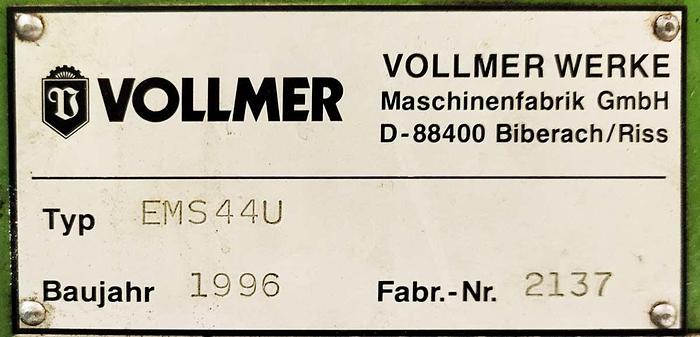 VOLLMER
VOLLMER WERKE
Maschinenfabrik GmbH
D-88400 Biberach/Riss
Typ EMS44U
Baujahr 1996 Fabr.-Nr. 2137